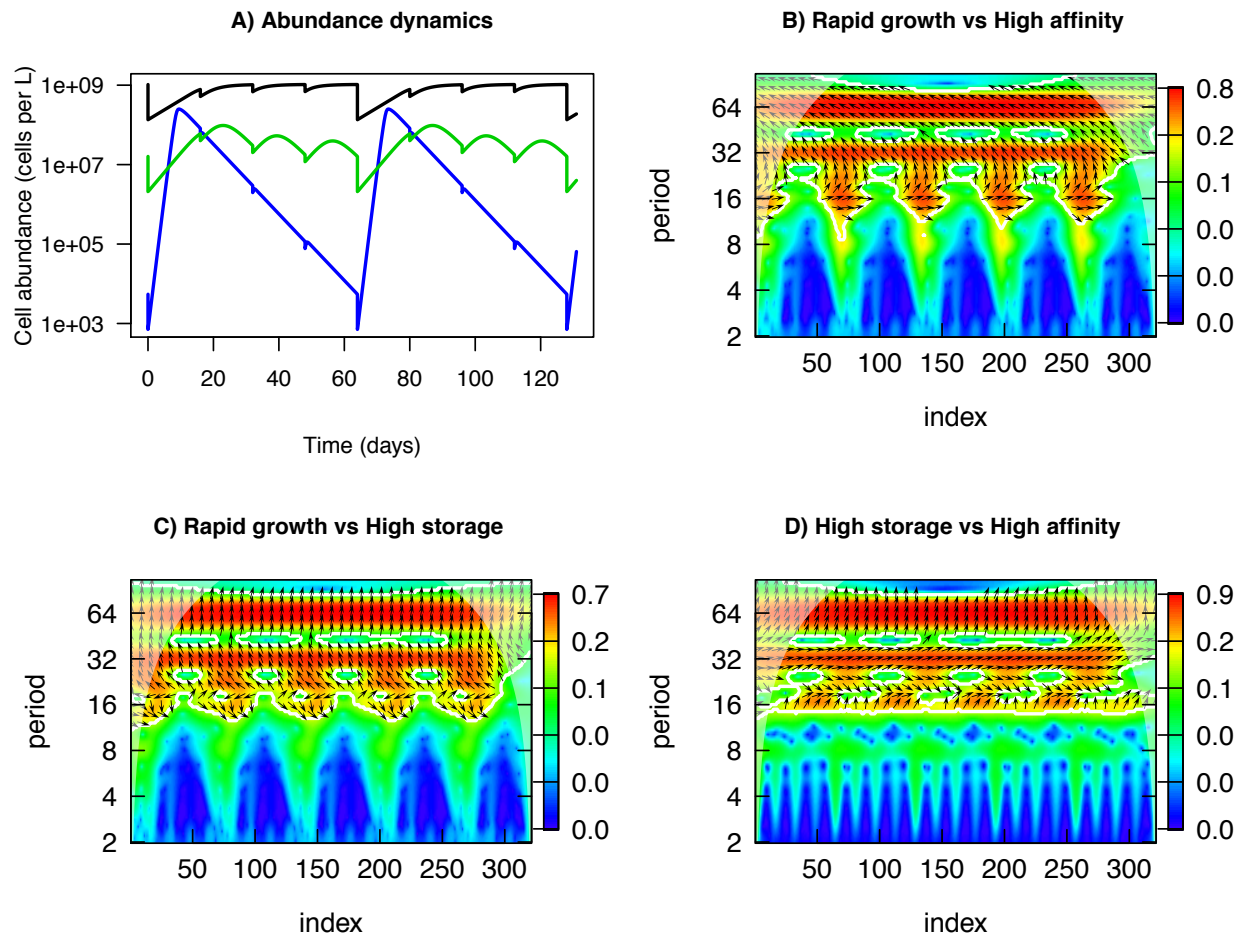 A) Abundance dynamics
Cell abundance (cells per L)
1e+09
1e+07
1e+05
1e+03
0 20 40 60 80 100 120
Time (days)
B) Rapid growth vs High affinity
period
64
32
16
8
4
2
50 100 150 200 250 300
index
0.8
0.2
0.1
0.0
0.0
0.0
C) Rapid growth vs High storage
period
64
32
16
8
4
2
50 100 150 200 250 300
index
0.7
0.2
0.1
0.0
0.0
0.0
D) High storage vs High affinity
period
64
32
16
8
4
2
50 100 150 200 250 300
index
0.9
0.2
0.1
0.0
0.0
0.0